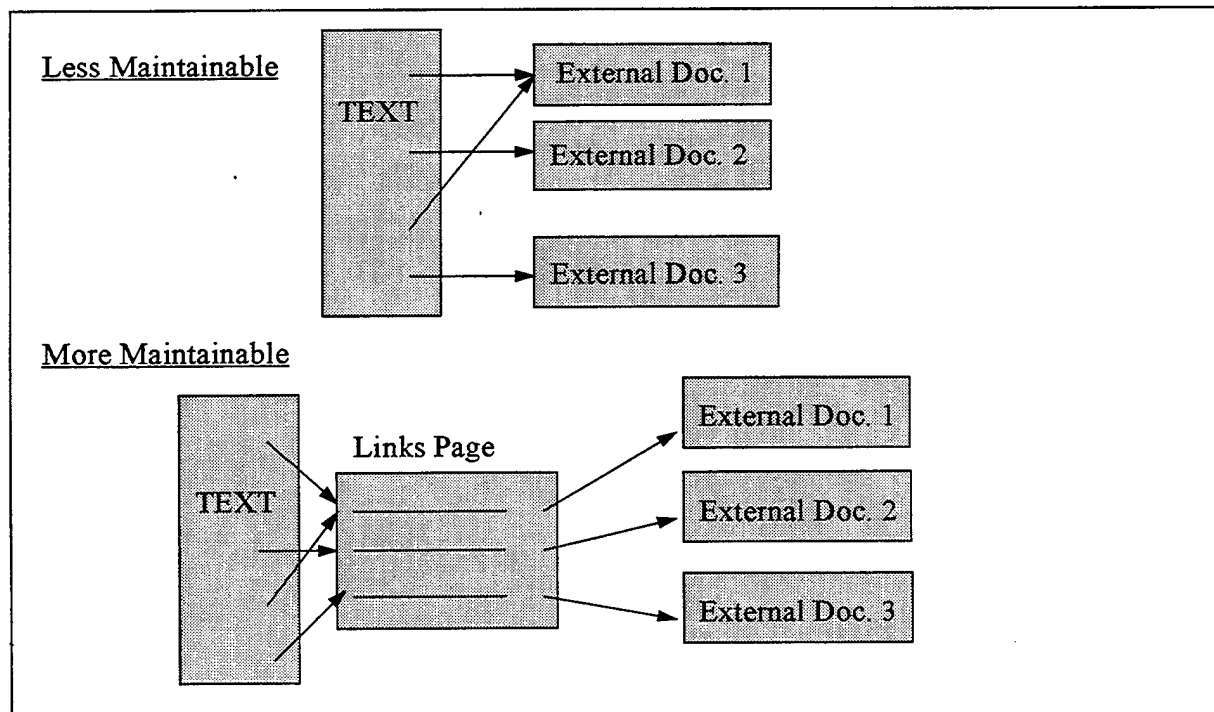 Less Maintainable
TEXT
External Doc. 1
External Doc. 2
External Doc. 3
More Maintainable
TEXT
Links Page
External Doc. 1
External Doc. 2
External Doc. 3